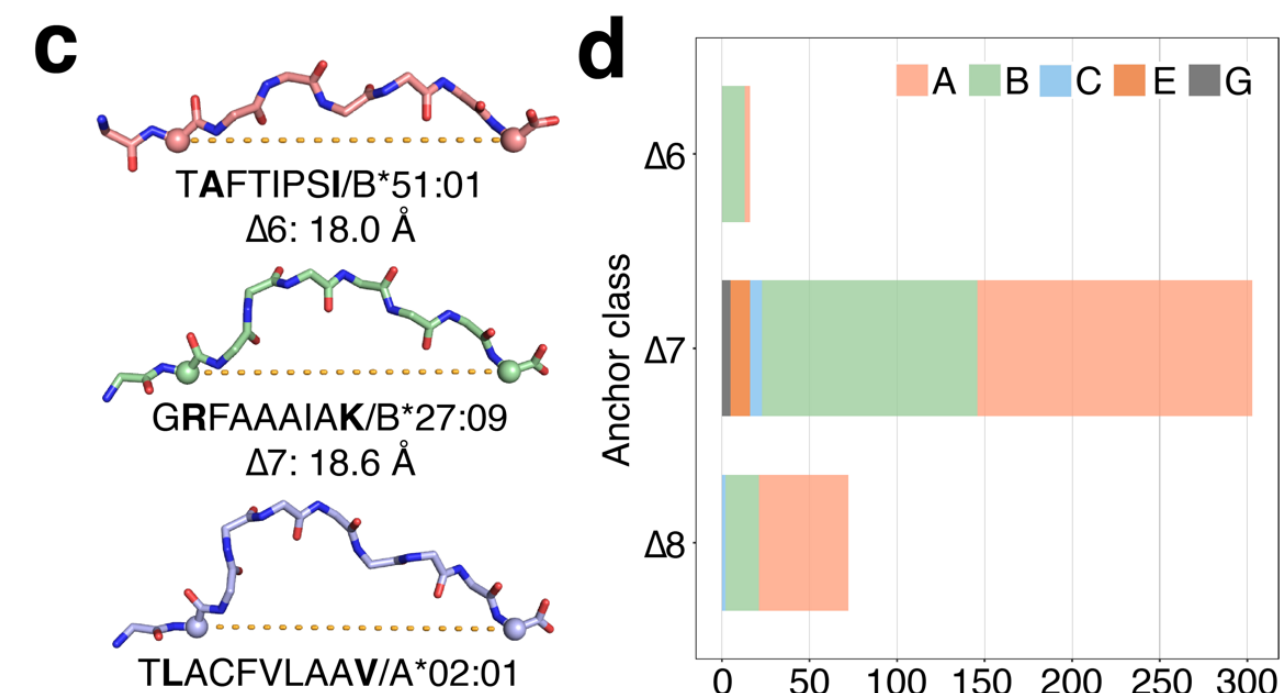 c
TAFTIPSI/B*51:01
Δ6: 18.0 Å
GRFAAAIAK/B*27:09
Δ7: 18.6 Å
TLACFVLAAV/A*02:01
d
A B C E G
Anchor class
Δ6
Δ7
Δ8
0 50 100 150 200 250 300